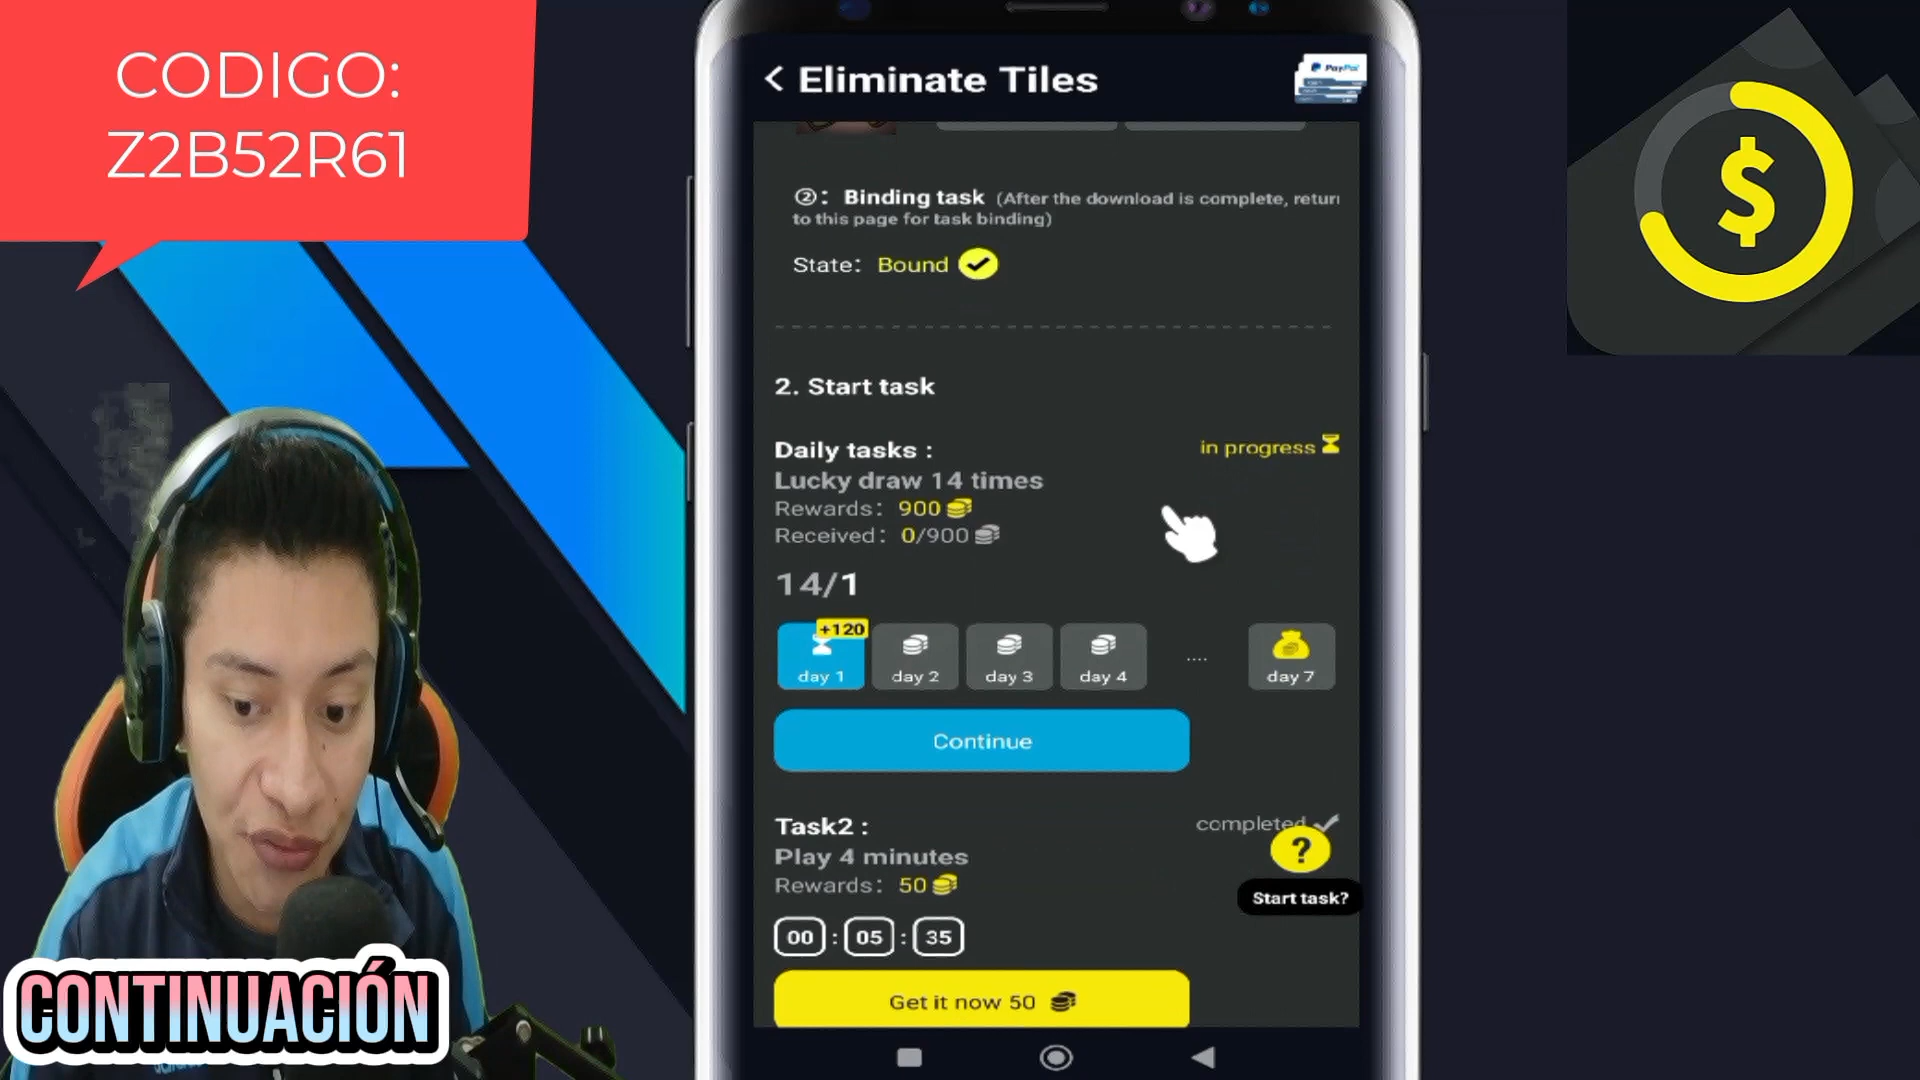 CODIGO:
Z2B52R61
Eliminate Tiles
PayPal
②: Binding task (After the download is complete, return
to this page for task binding)
State: Bound
2. Start task
Daily tasks :
in progress
Lucky draw 14 times
Rewards: 900
Received: 0/900
14/1
+120
day 1
day 2
day 3
day 4
....
day 7
Continue
Task2 :
completed
Play 4 minutes
Rewards: 50
?
Start task?
00 : 05 : 35
Get it now 50
$
CONTINUACIÓN